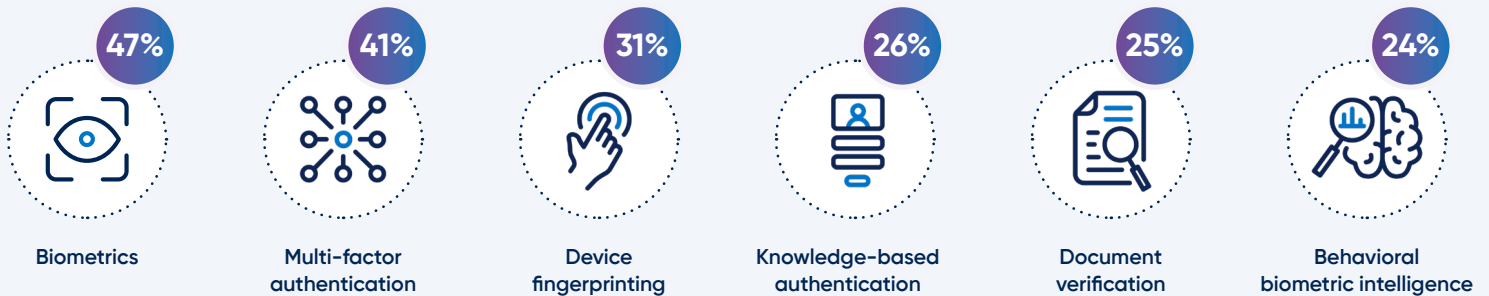 47%
41%
31%
26%
25%
24%
Biometrics
Multi-factor
authentication
Device
fingerprinting
Knowledge-based
authentication
Document
verification
Behavioral
biometric intelligence